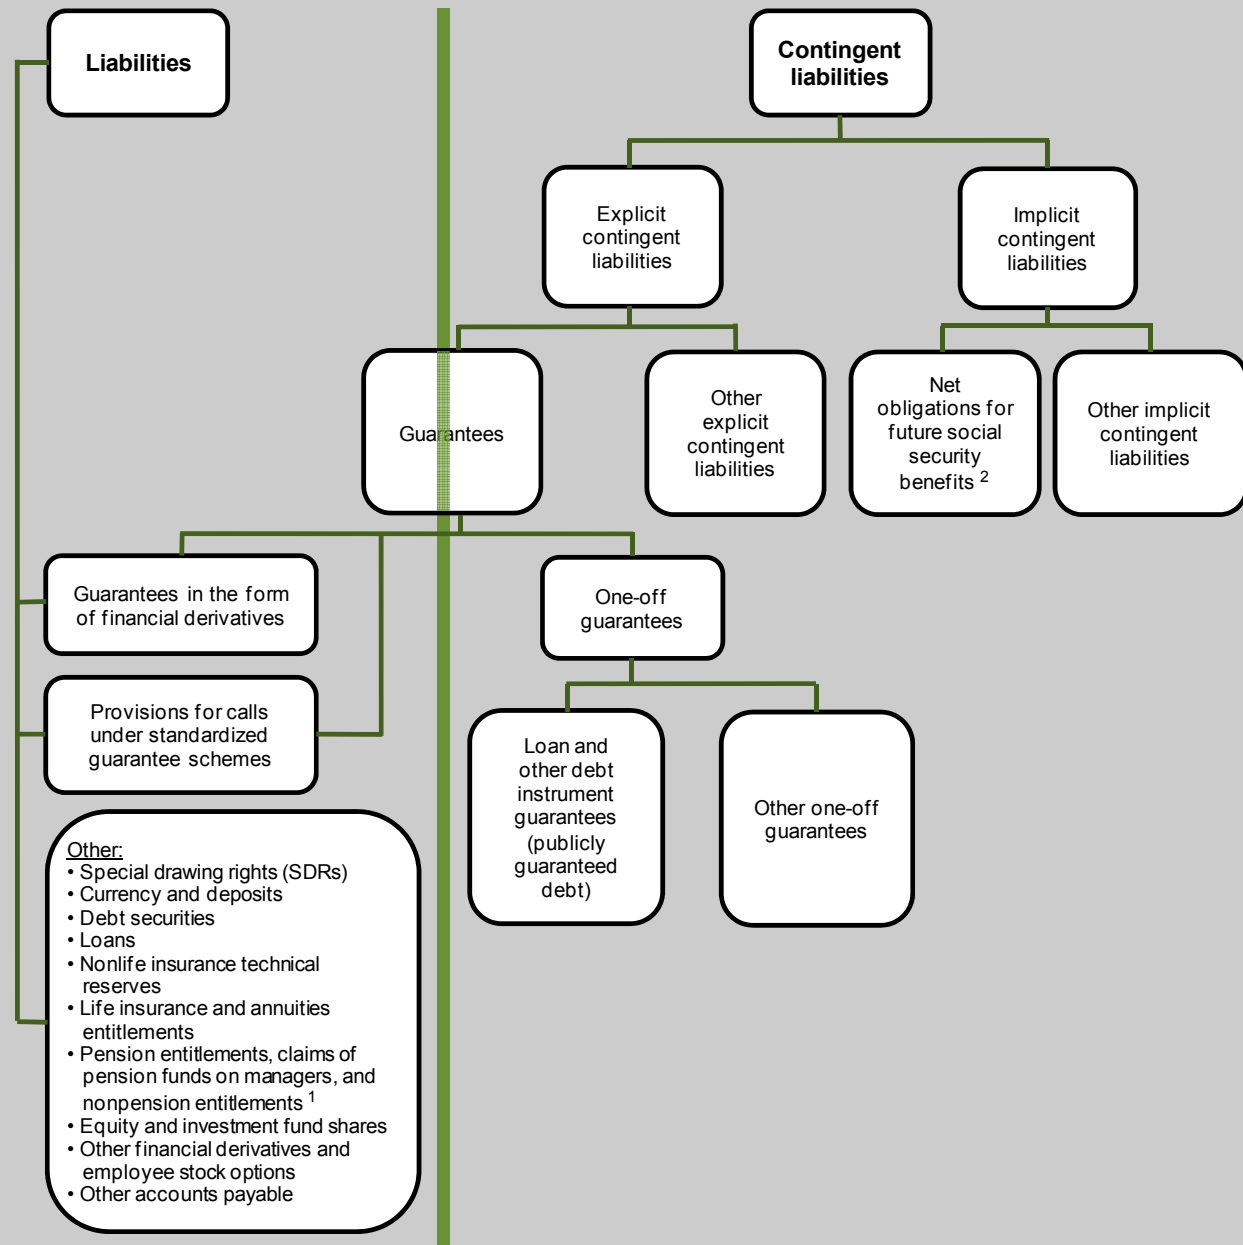 Liabilities
Contingent
liabilities
Explicit
contingent
liabilities
Implicit
contingent
liabilities
Guarantees
Other
explicit
contingent
liabilities
Net
obligations for
future social
security
benefits 2
Other implicit
contingent
liabilities
Guarantees in the form
of financial derivatives
One-off
guarantees
Provisions for calls
under standardized
guarantee schemes
Loan and
other debt
instrument
guarantees
(publicly
guaranteed
debt)
Other one-off
guarantees
Other:
• Special drawing rights (SDRs)
• Currency and deposits
• Debt securities
• Loans
• Nonlife insurance technical
reserves
• Life insurance and annuities
entitlements
• Pension entitlements, claims of
pension funds on managers, and
nonpension entitlements 1
• Equity and investment fund shares
• Other financial derivatives and
employee stock options
• Other accounts payable